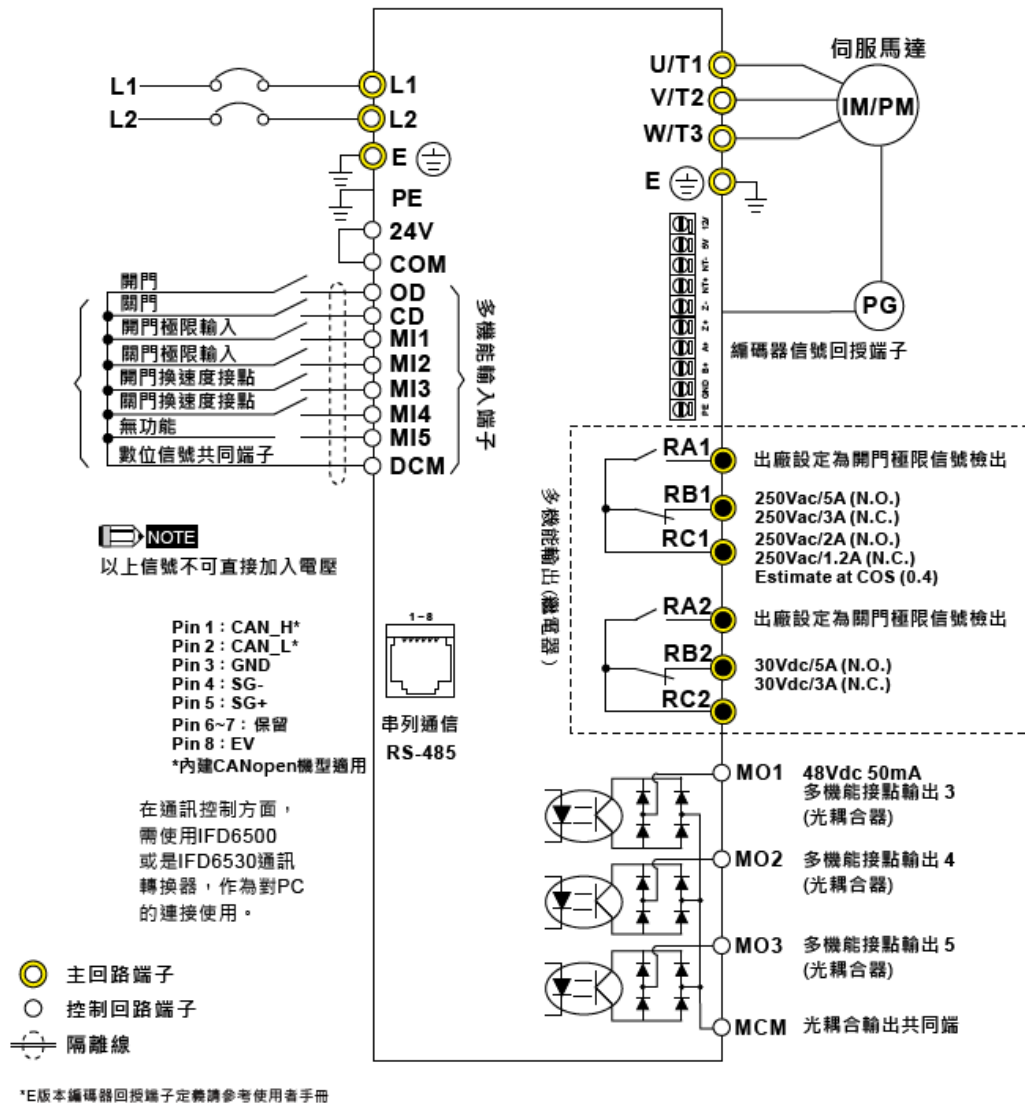 L1
L2
L1
L2
E
PE
24V
COM
開門
關門
開門極限輸入
關門極限輸入
開門換速度接點
關門換速度接點
無功能
數位信號共同端子
OD
CD
MI1
MI2
MI3
MI4
MI5
DCM
多機能輸入端子
NOTE
以上信號不可直接加入電壓
Pin 1：CAN_H*
Pin 2：CAN_L*
Pin 3：GND
Pin 4：SG-
Pin 5：SG+
Pin 6~7：保留
Pin 8：EV
*內建CANopen機型適用
1~8
串列通信
RS-485
在通訊控制方面，
需使用IFD6500
或是IFD6530通訊
轉換器，作為對PC
的連接使用。
主回路端子
控制回路端子
隔離線
*E版本編碼器回授端子定義請參考使用者手冊
伺服馬達
U/T1
V/T2
W/T3
IM/PM
E
12V
5V
NT-
NT+
Z-
Z+
B+
GND
PE
PG
編碼器信號回授端子
多機能輸出(繼電器)
RA1
出廠設定為開門極限信號檢出
RB1
RC1
250Vac/5A (N.O.)
250Vac/3A (N.C.)
250Vac/2A (N.O.)
250Vac/1.2A (N.C.)
Estimate at COS (0.4)
RA2
出廠設定為關門極限信號檢出
RB2
RC2
30Vdc/5A (N.O.)
30Vdc/3A (N.C.)
MO1
48Vdc 50mA
多機能接點輸出 3
(光耦合器)
MO2
多機能接點輸出 4
(光耦合器)
MO3
多機能接點輸出 5
(光耦合器)
MCM
光耦合輸出共同端